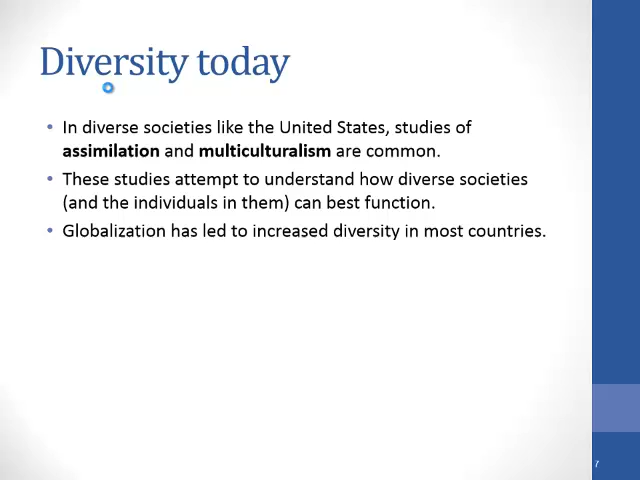 Diversity today
• In diverse societies like the United States, studies of
assimilation and multiculturalism are common.
• These studies attempt to understand how diverse societies
(and the individuals in them) can best function.
• Globalization has led to increased diversity in most countries.
7